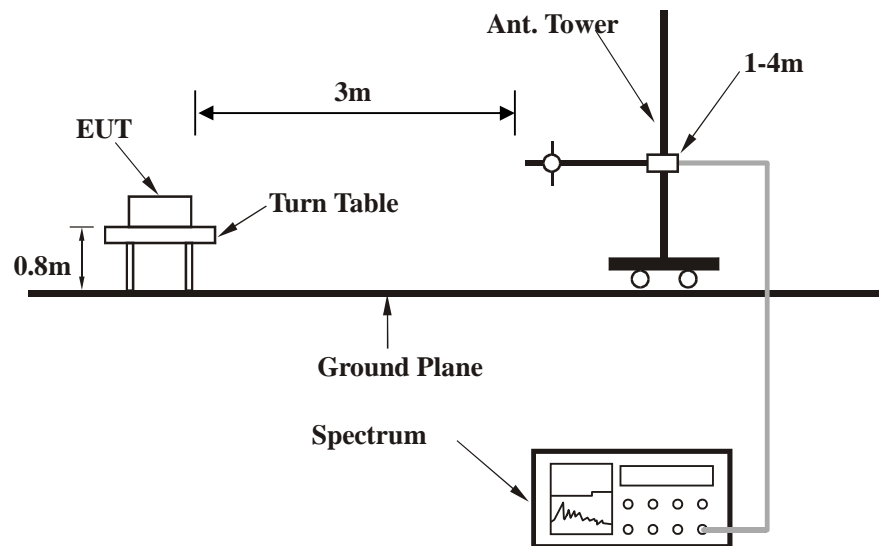 Ant. Tower
1-4m
3m
EUT
Turn Table
0.8m
Ground Plane
Spectrum